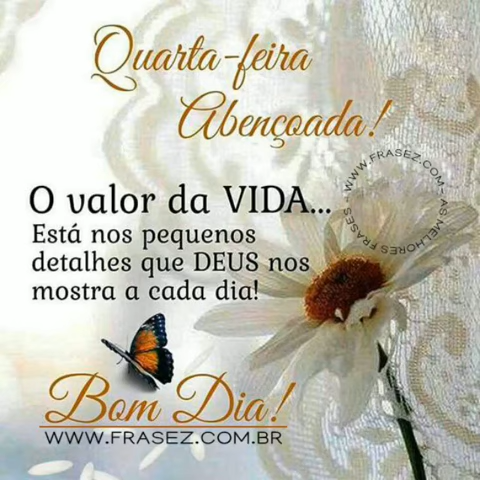 Quarta-feira
Abençoada!
WWW.FRASEZ.COM - AS MELHORES FRASES -
O valor da VIDA...
Está nos pequenos
detalhes que DEUS nos
mostra a cada dia!
Bom Dia!
WWW.FRASEZ.COM.BR